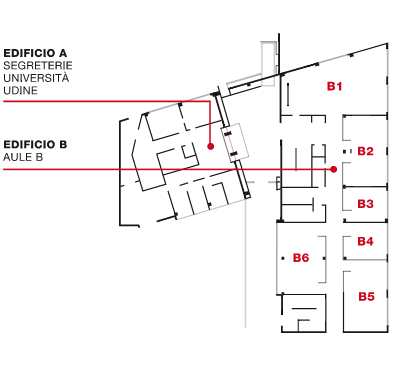 EDIFICIO A
SEGRETERIE
UNIVERSITÀ
UDINE
EDIFICIO B
AULE B
B1
B2
B3
B4
B6
B5